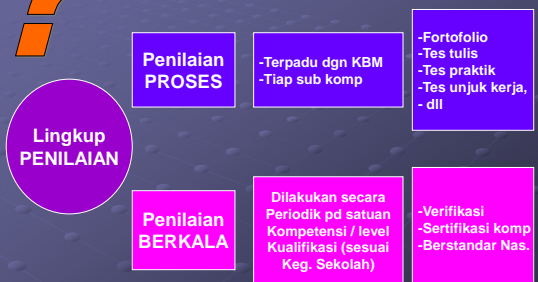 Lingkup
PENILAIAN
Penilaian
PROSES
-Terpadu dgn KBM
-Tiap sub komp
-Fortofolio
-Tes tulis
-Tes praktik
-Tes unjuk kerja,
- dll
Penilaian
BERKALA
Dilakukan secara
Periodik pd satuan
Kompetensi / level
Kualifikasi (sesuai
Keg. Sekolah)
-Verifikasi
-Sertifikasi komp
-Berstandar Nas.